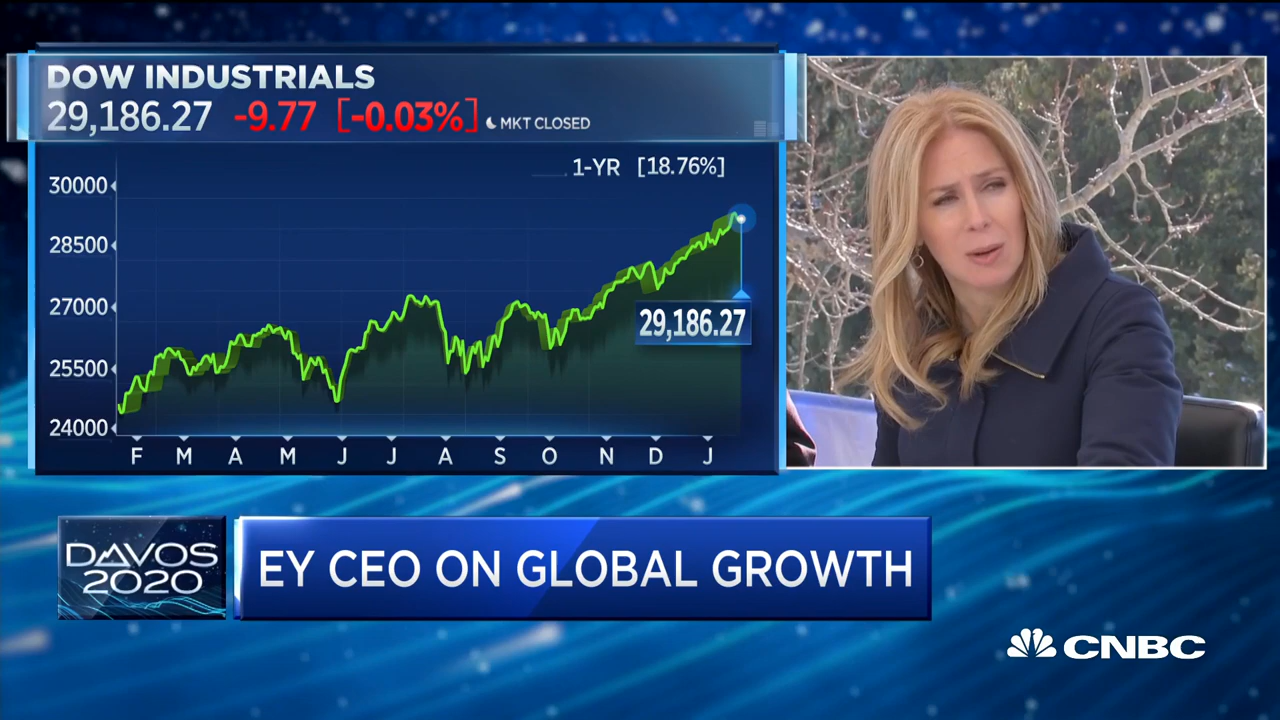 DOW INDUSTRIALS
29,186.27 -9.77 [-0.03%] MKT CLOSED
1-YR [18.76%]
30000
28500
27000
25500
24000
29,186.27
F M A M J J A S O N D J
DAVOS
2020
EY CEO ON GLOBAL GROWTH
CNBC